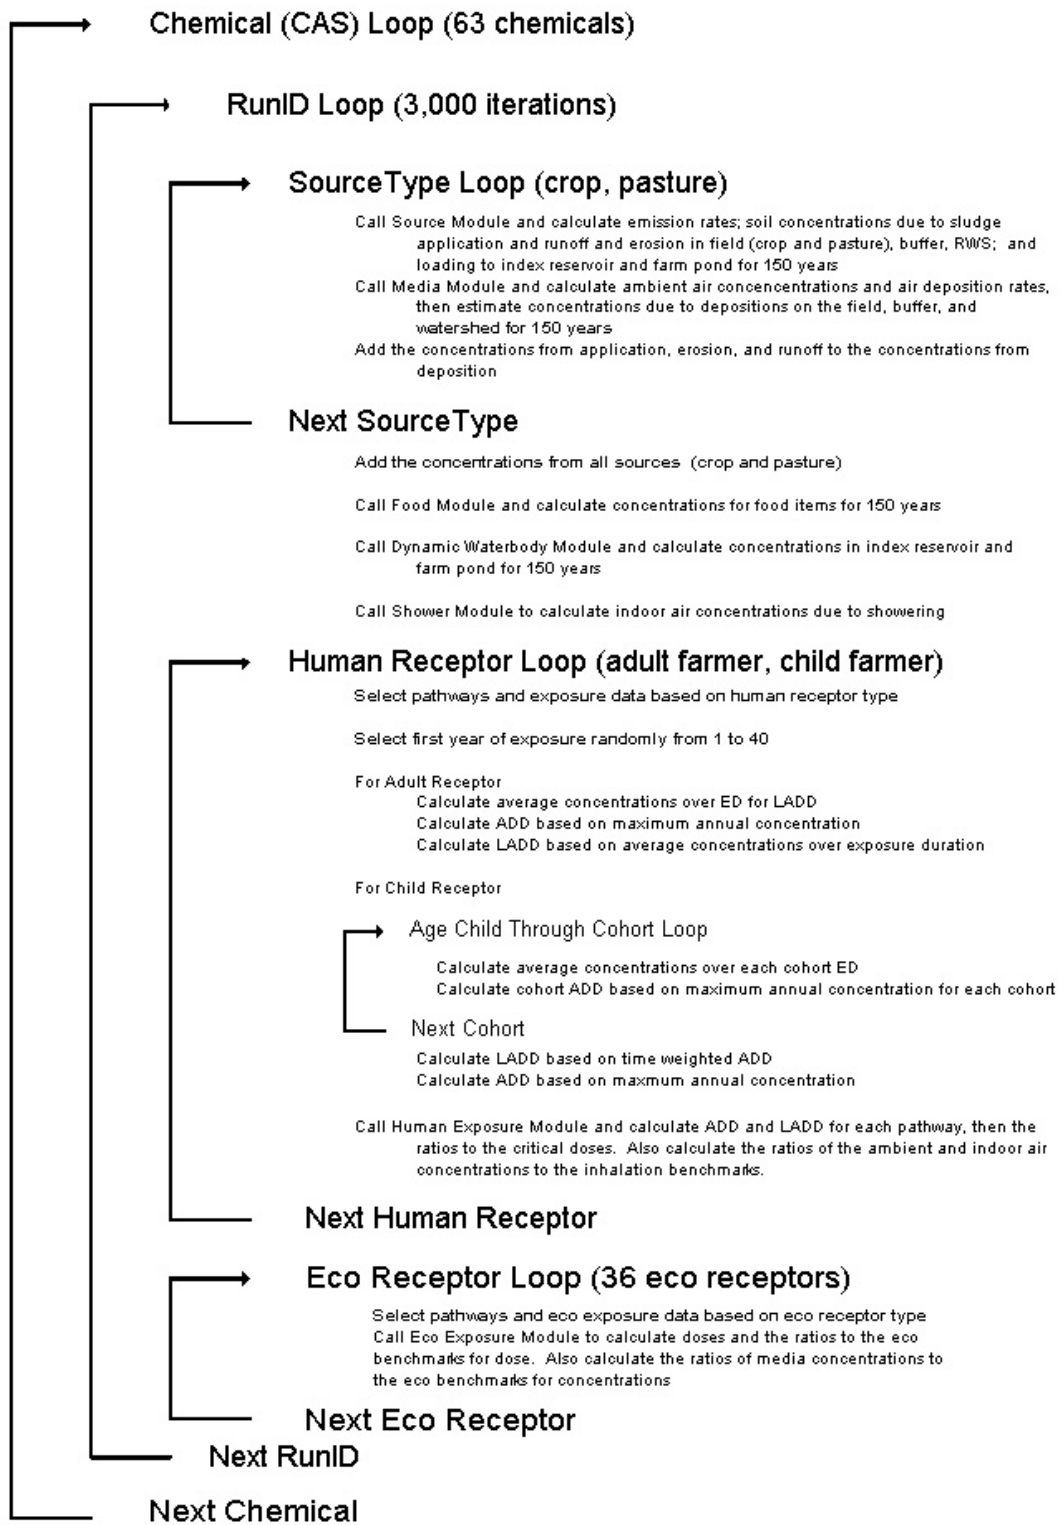 Chemical (CAS) Loop (63 chemicals)
RunID Loop (3,000 iterations)
SourceType Loop (crop, pasture)
Call Source Module and calculate emission rates; soil concentrations due to sludge
application and runoff and erosion in field (crop and pasture), buffer, RWS; and
loading to index reservoir and farm pond for 150 years
Call Media Module and calculate ambient air concencentrations and air deposition rates,
then estimate concentrations due to depositions on the field, buffer, and
watershed for 150 years
Add the concentrations from application, erosion, and runoff to the concentrations from
deposition
Next SourceType
Add the concentrations from all sources (crop and pasture)
Call Food Module and calculate concentrations for food items for 150 years
Call Dynamic Waterbody Module and calculate concentrations in index reservoir and
farm pond for 150 years
Call Shower Module to calculate indoor air concentrations due to showering
Human Receptor Loop (adult farmer, child farmer)
Select pathways and exposure data based on human receptor type
Select first year of exposure randomly from 1 to 40
For Adult Receptor
Calculate average concentrations over ED for LADD
Calculate ADD based on maximum annual concentration
Calculate LADD based on average concentrations over exposure duration
For Child Receptor
Age Child Through Cohort Loop
Calculate average concentrations over each cohort ED
Calculate cohort ADD based on maximum annual concentration for each cohort
Next Cohort
Calculate LADD based on time weighted ADD
Calculate ADD based on maxmum annual concentration
Call Human Exposure Module and calculate ADD and LADD for each pathway, then the
ratios to the critical doses. Also calculate the ratios of the ambient and indoor air
concentrations to the inhalation benchmarks.
Next Human Receptor
Eco Receptor Loop (36 eco receptors)
Select pathways and eco exposure data based on eco receptor type
Call Eco Exposure Module to calculate doses and the ratios to the eco
benchmarks for dose. Also calculate the ratios of media concentrations to
the eco benchmarks for concentrations
Next Eco Receptor
Next RunID
Next Chemical